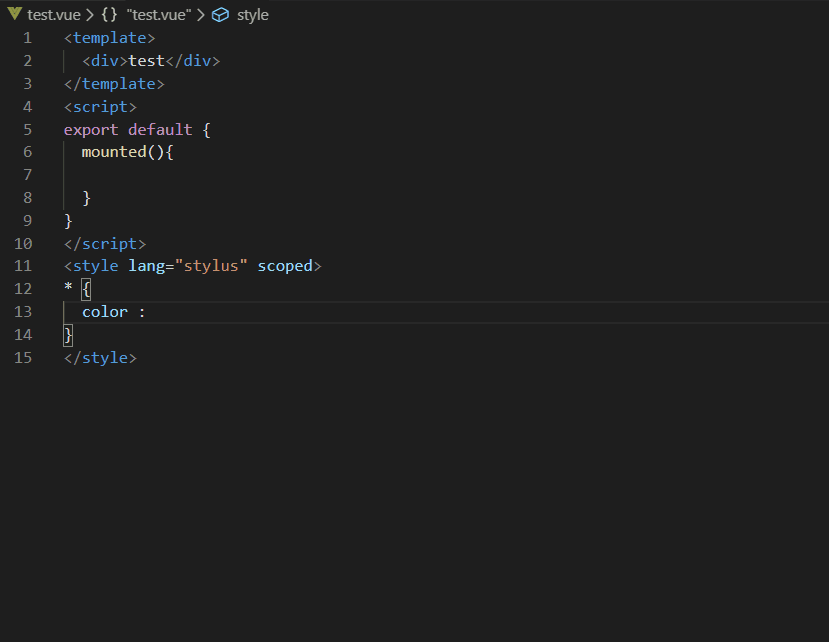 test.vue > {} "test.vue" > style
1 <template>
2 <div>test</div>
3 </template>
4 <script>
5 export default {
6 mounted(){
7
8 }
9 }
10 </script>
11 <style lang="stylus" scoped>
12 * {
13 color :
14 }
15 </style>